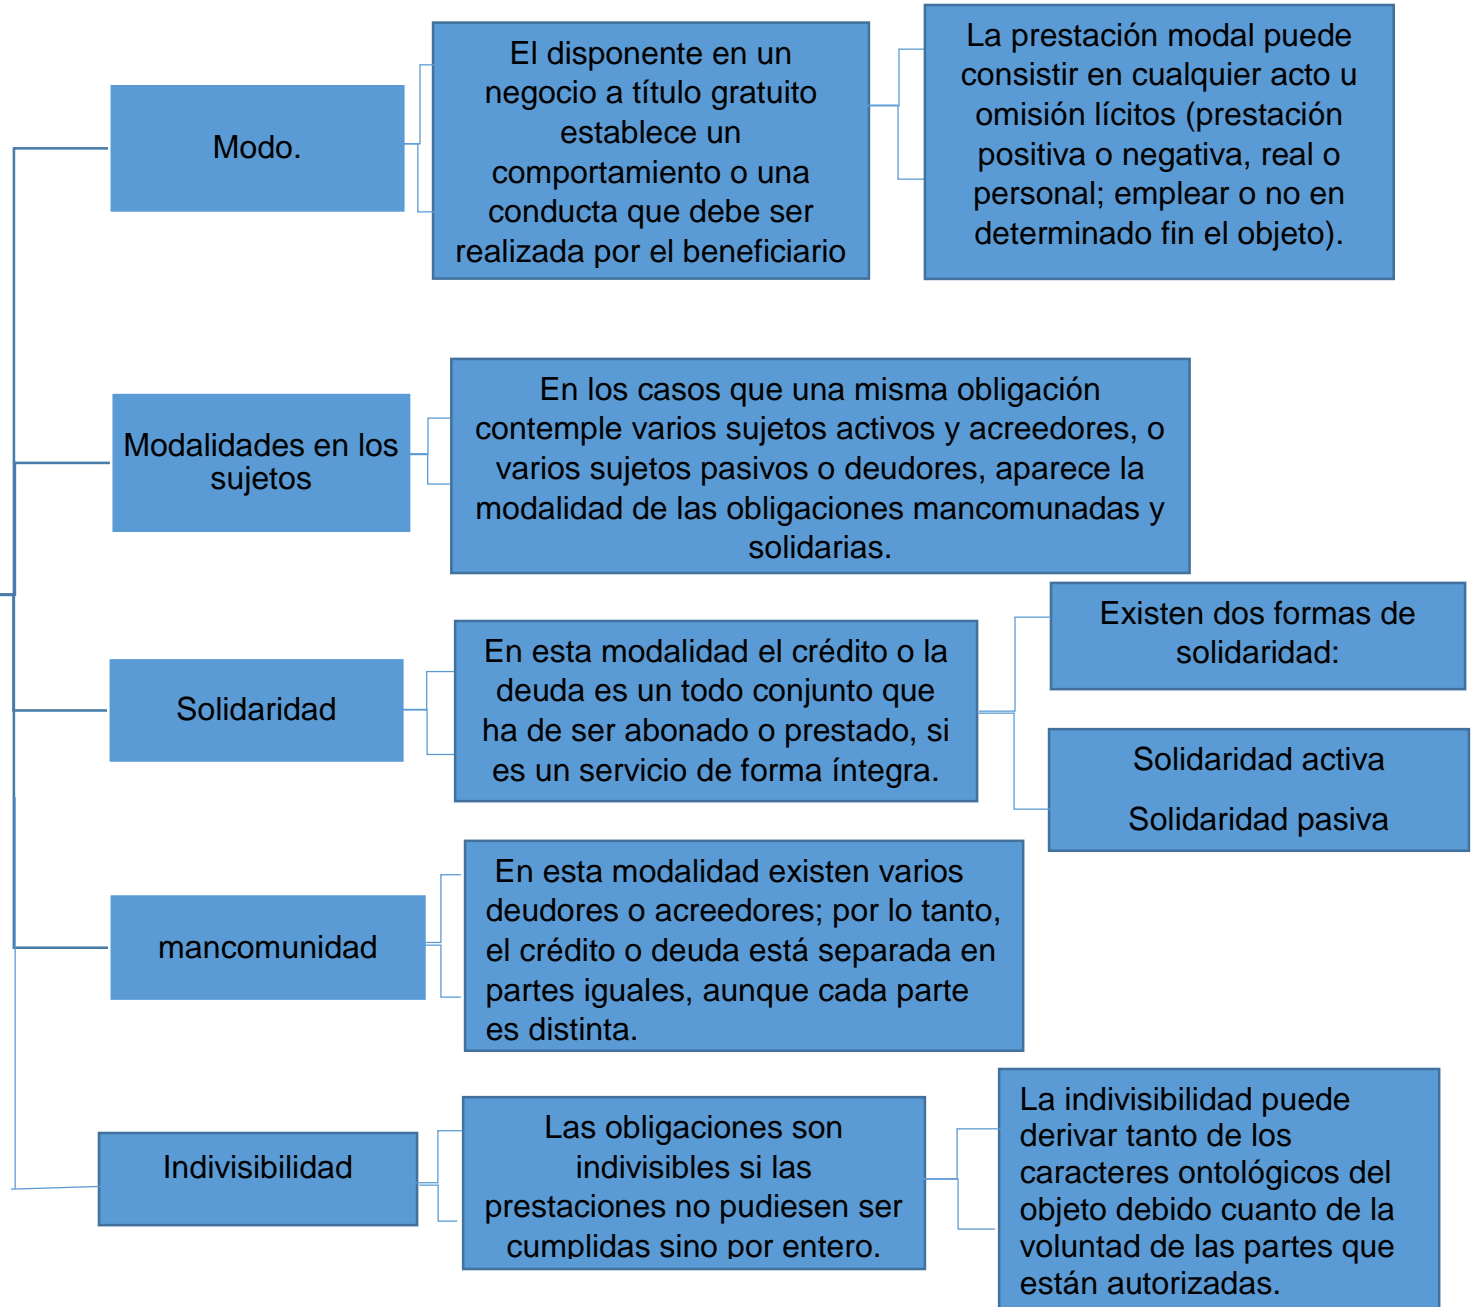 Modo.
El disponente en un
negocio a título gratuito
establece un
comportamiento o una
conducta que debe ser
realizada por el beneficiario
La prestación modal puede
consistir en cualquier acto u
omisión lícitos (prestación
positiva o negativa, real o
personal; emplear o no en
determinado fin el objeto).
Modalidades en los
sujetos
En los casos que una misma obligación
contemple varios sujetos activos y acreedores, o
varios sujetos pasivos o deudores, aparece la
modalidad de las obligaciones mancomunadas y
solidarias.
Solidaridad
En esta modalidad el crédito o la
deuda es un todo conjunto que
ha de ser abonado o prestado, si
es un servicio de forma íntegra.
Existen dos formas de
solidaridad:
Solidaridad activa
Solidaridad pasiva
mancomunidad
En esta modalidad existen varios
deudores o acreedores; por lo tanto,
el crédito o deuda está separada en
partes iguales, aunque cada parte
es distinta.
Indivisibilidad
Las obligaciones son
indivisibles si las
prestaciones no pudiesen ser
cumplidas sino por entero.
La indivisibilidad puede
derivar tanto de los
caracteres ontológicos del
objeto debido cuanto de la
voluntad de las partes que
están autorizadas.